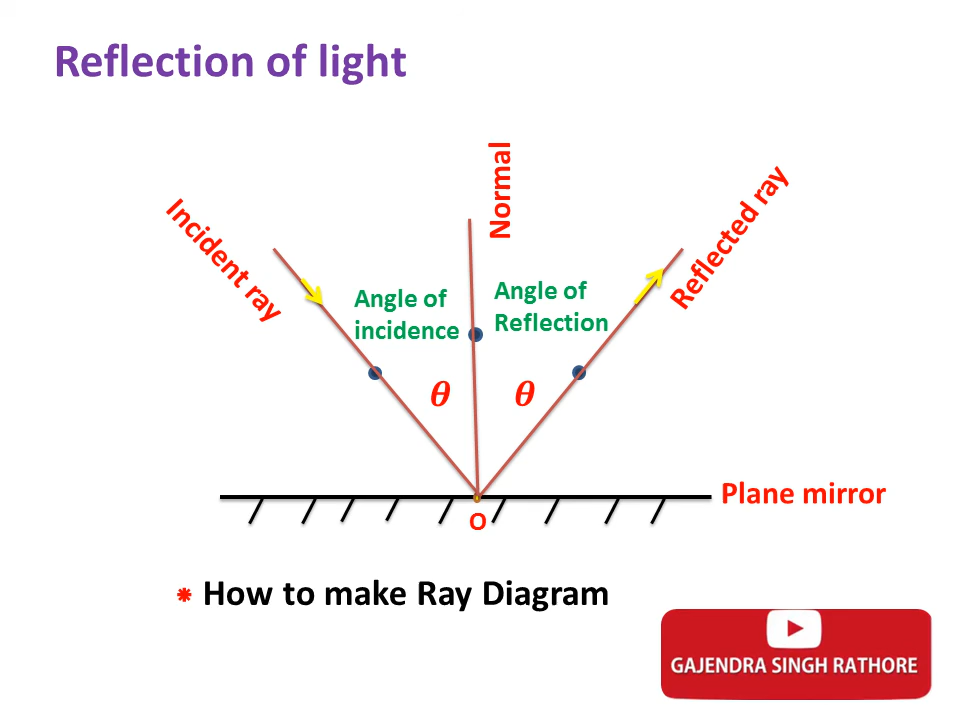 Reflection of light
Normal
Incident ray
Reflected ray
Angle of
incidence
Angle of
Reflection
θ
θ
Plane mirror
O
How to make Ray Diagram
GAJENDRA SINGH RATHORE